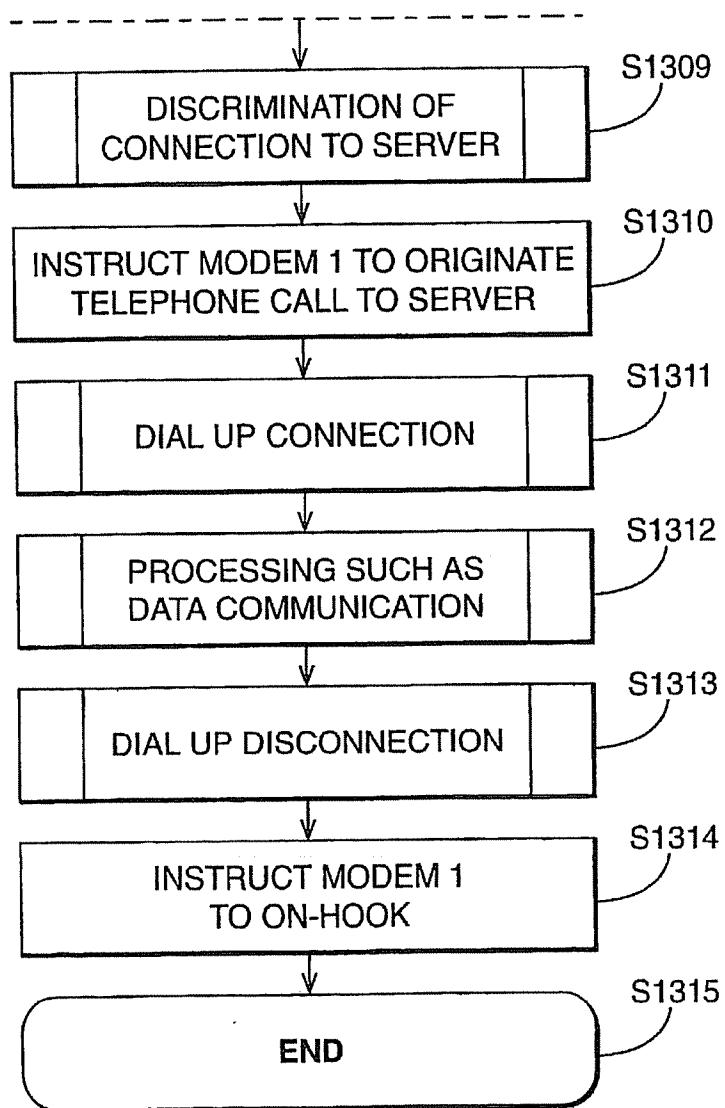 S1309
DISCRIMINATION OF
CONNECTION TO SERVER
S1310
INSTRUCT MODEM 1 TO ORIGINATE
TELEPHONE CALL TO SERVER
S1311
DIAL UP CONNECTION
S1312
PROCESSING SUCH AS
DATA COMMUNICATION
S1313
DIAL UP DISCONNECTION
S1314
INSTRUCT MODEM 1
TO ON-HOOK
S1315
END